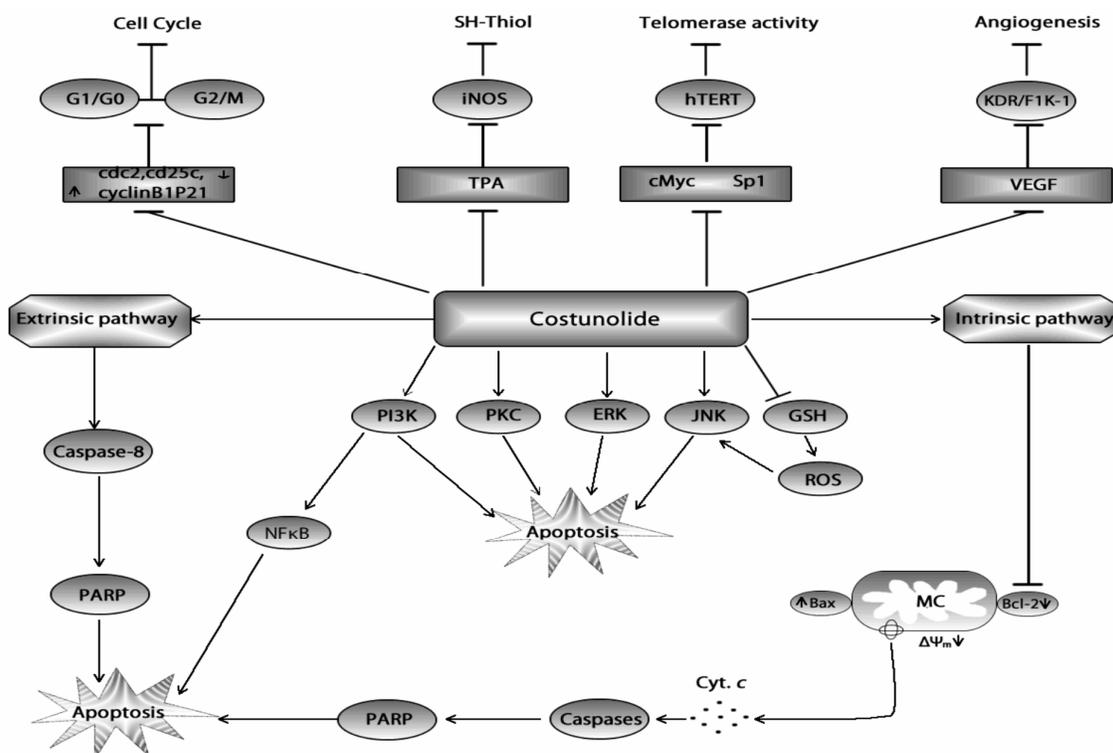 Cell Cycle
SH-Thiol
Telomerase activity
Angiogenesis
G1/G0
G2/M
iNOS
hTERT
KDR/F1K-1
cdc2,cd25c, ↓
↑ cyclinB1P21
TPA
cMyc Sp1
VEGF
Extrinsic pathway
Costunolide
Intrinsic pathway
PI3K
PKC
ERK
JNK
GSH
Caspase-8
ROS
NFκB
Apoptosis
PARP
↑Bax
MC
Bcl-2↓
ΔΨm↓
Cyt. c
Apoptosis
PARP
Caspases